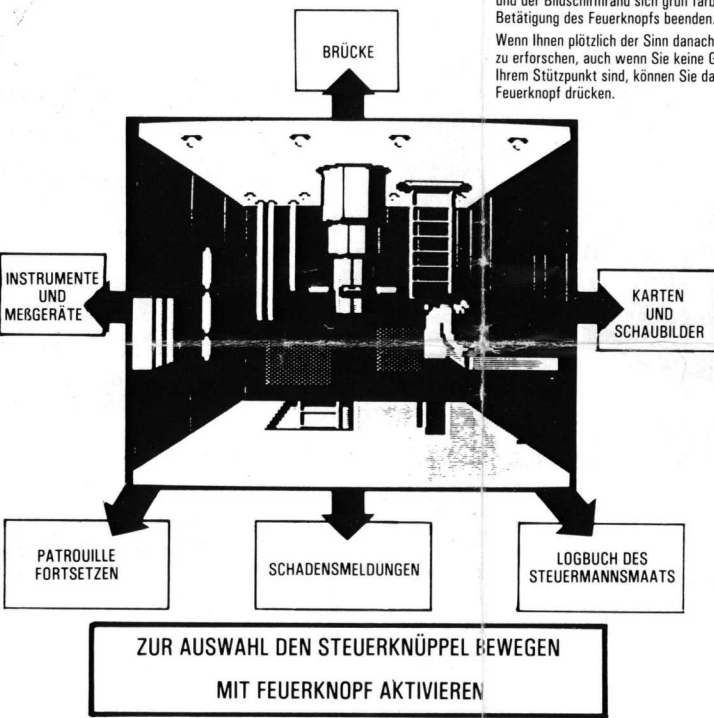 und der Bildschirmrand sich grün
Betätigung des Feuerknopfs beenden.
Wenn Ihnen plötzlich der Sinn danach
zu erforschen, auch wenn Sie keine
Ihrem Stützpunkt sind, können Sie
Feuerknopf drücken.
BRÜCKE
INSTRUMENTE
UND
MEßGERÄTE
KARTEN
UND
SCHAUBILDER
PATROUILLE
FORTSETZEN
SCHADENSMELDUNGEN
LOGBUCH DES
STEUERMANNSMAATS
ZUR AUSWAHL DEN STEUERKNÜPPEL BEWEGEN
MIT FEUERKNOPF AKTIVIEREN